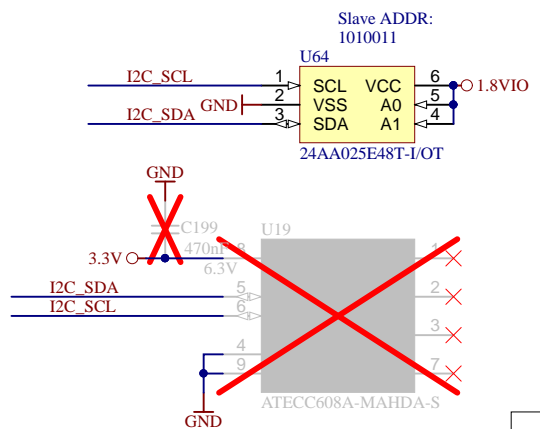 Slave ADDR:
1010011
U64
I2C_SCL 1 SCL VCC 6 1.8VIO
GND 2 VSS A0 5
I2C_SDA 3 SDA A1 4
24AA025E48T-I/OT
GND
C199 U19
470nF
3.3V 6.3V 8 1
I2C_SDA 5 2
I2C_SCL 6
3
4
9 7
GND ATECC608A-MAHDA-S